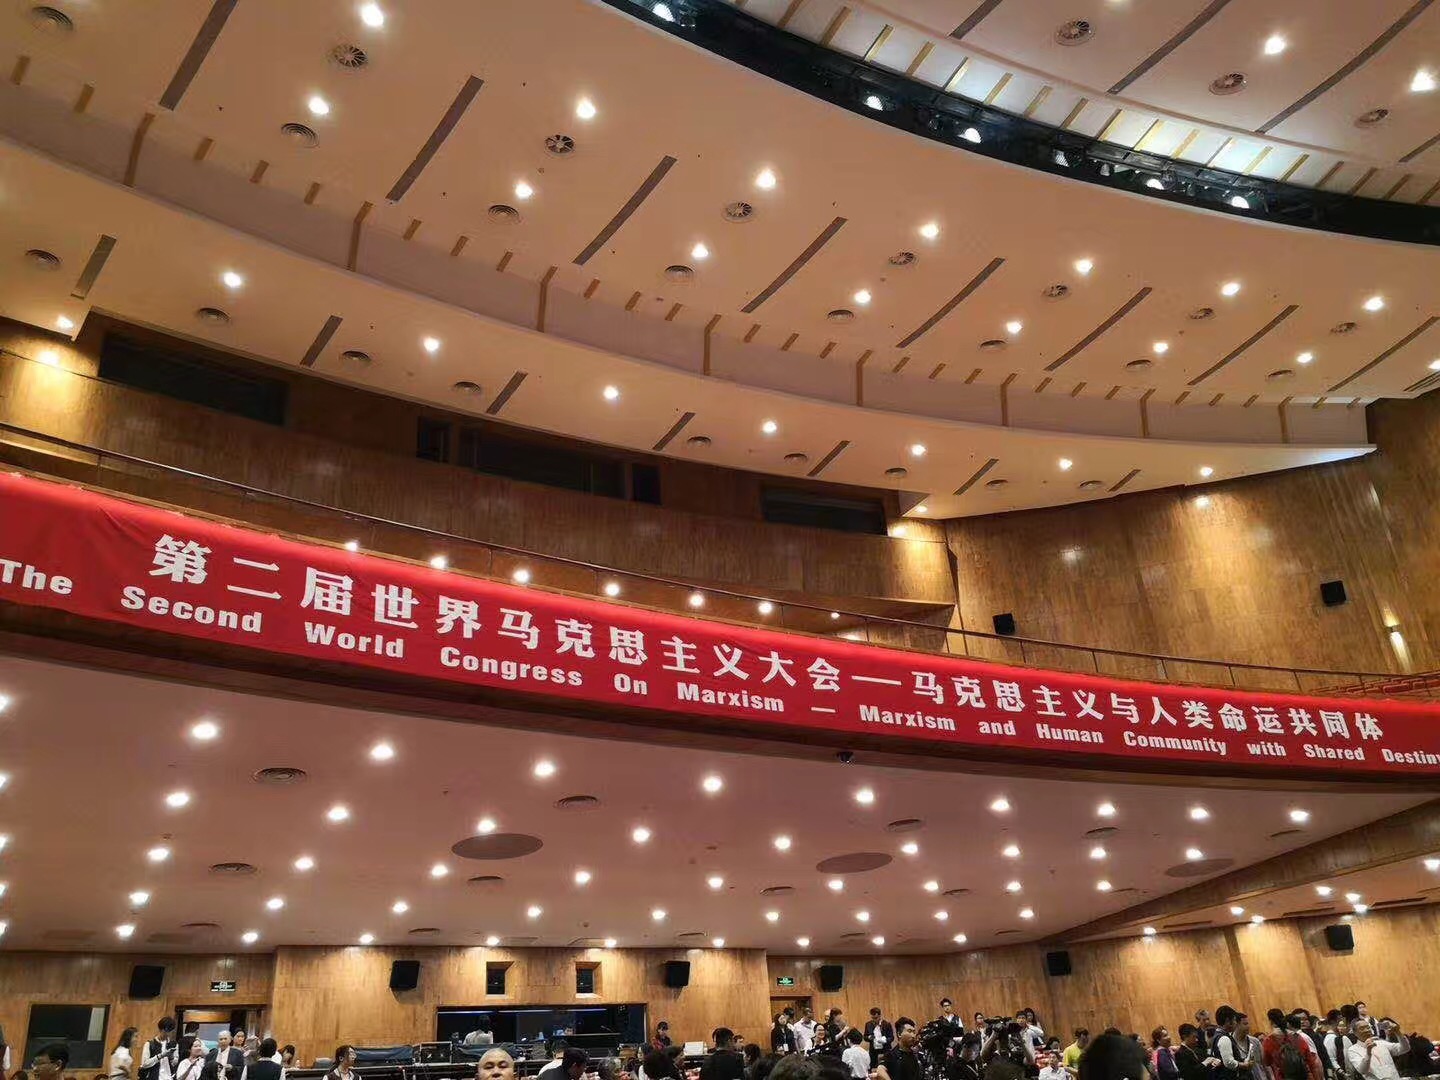 第二届世界马克思主义大会——马克思主义与人类命运共同体
The Second World Congress On Marxism — Marxism and Human Community with Shared Destiny